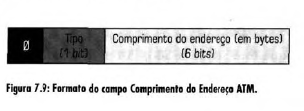 0
Tipo
(1 bit)
Comprimento do endereço (em bytes)
(6 bits)
Figura 7.9: Formato do campo Comprimento do Endereço ATM.